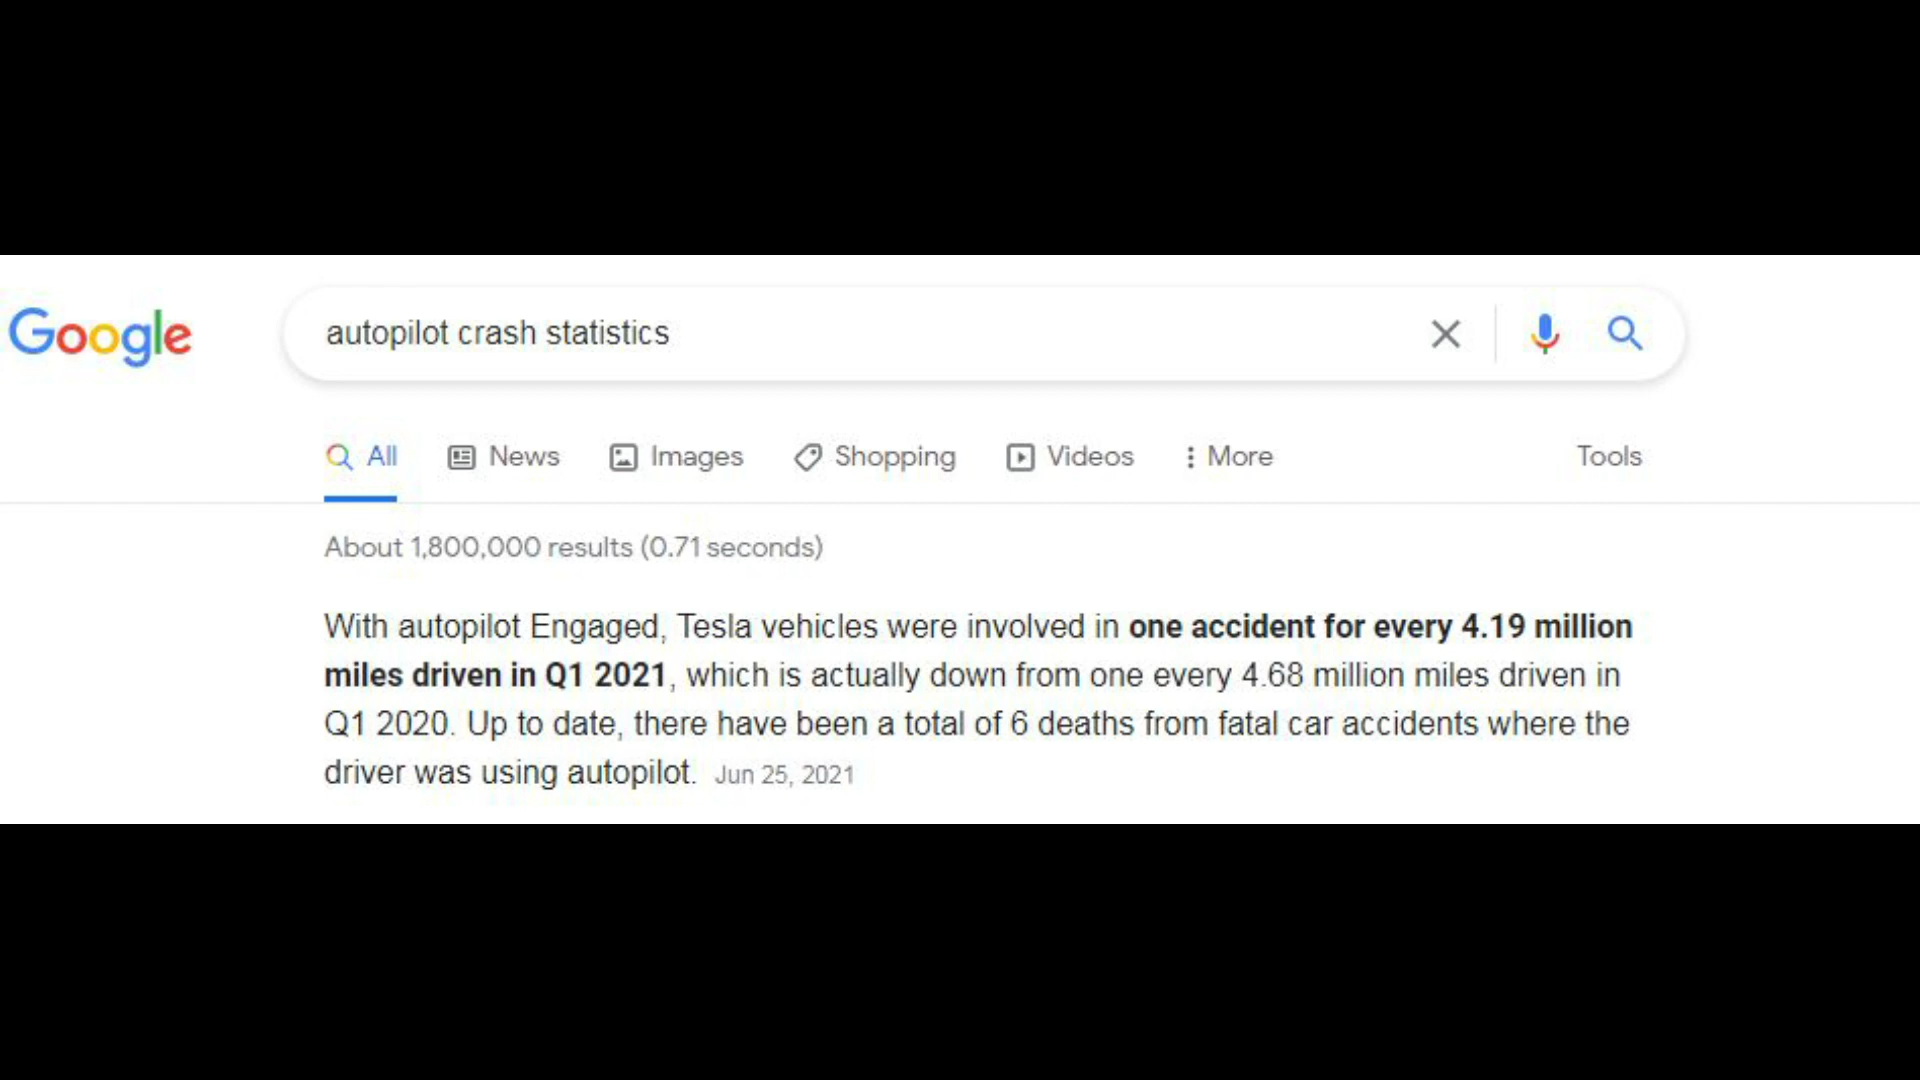 Google
autopilot crash statistics
All News Images Shopping Videos More Tools
About 1,800,000 results (0.71 seconds)
With autopilot Engaged, Tesla vehicles were involved in one accident for every 4.19 million
miles driven in Q1 2021, which is actually down from one every 4.68 million miles driven in
Q1 2020. Up to date, there have been a total of 6 deaths from fatal car accidents where the
driver was using autopilot. Jun 25, 2021